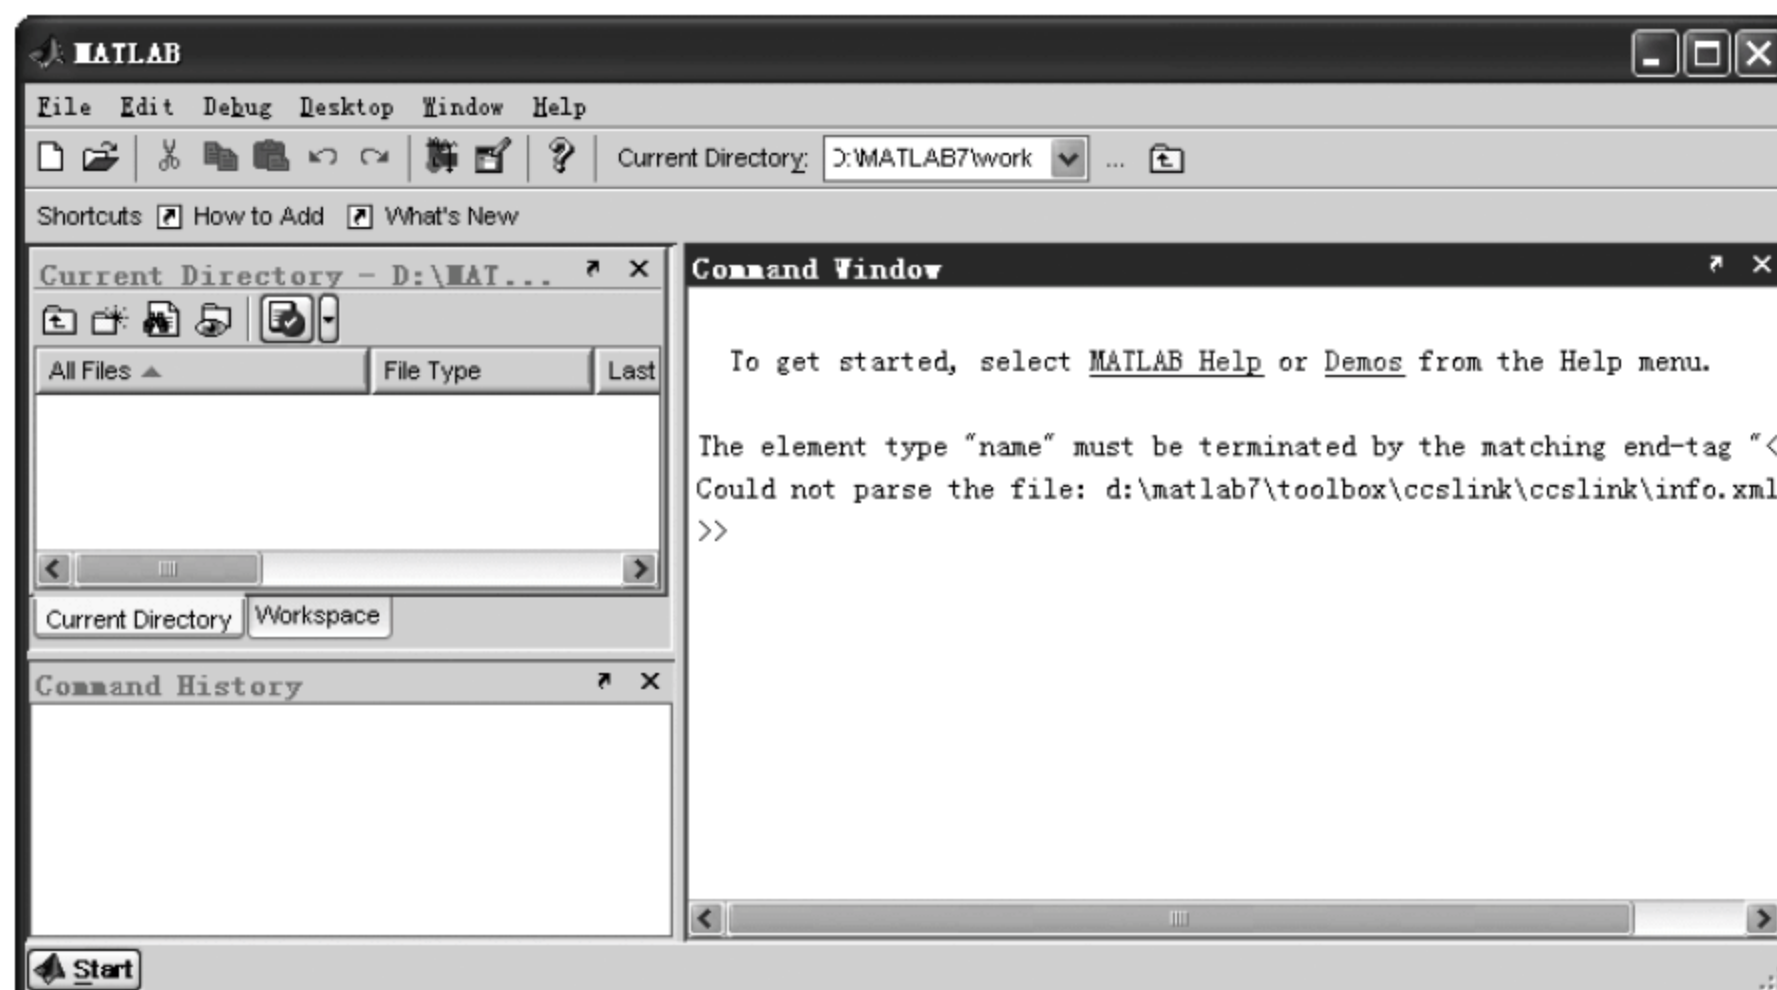 MATLAB
File Edit Debug Desktop Window Help
Current Directory: D:\MATLAB7\work ...
Shortcuts How to Add What's New
Current Directory - D:\MAT...
All Files File Type Last
Current Directory Workspace
Command History
Start
Command Window
To get started, select MATLAB Help or Demos from the Help menu.
The element type "name" must be terminated by the matching end-tag "<
Could not parse the file: d:\matlab7\toolbox\ccslink\ccslink\info.xml
>>